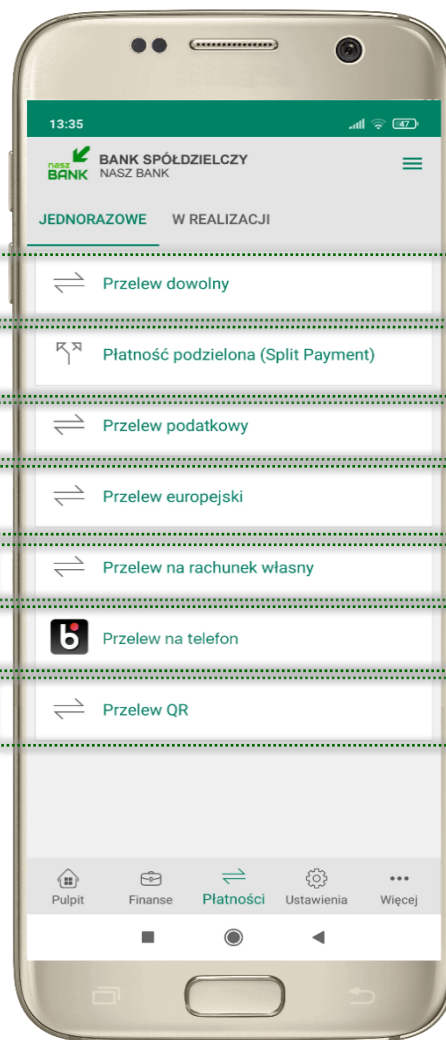 13:35
47
nasz BANK
BANK SPÓŁDZIELCZY
NASZ BANK
JEDNORAZOWE W REALIZACJI
Przelew dowolny
Płatność podzielona (Split Payment)
Przelew podatkowy
Przelew europejski
Przelew na rachunek własny
Przelew na telefon
Przelew QR
Pulpit Finanse Płatności Ustawienia Więcej